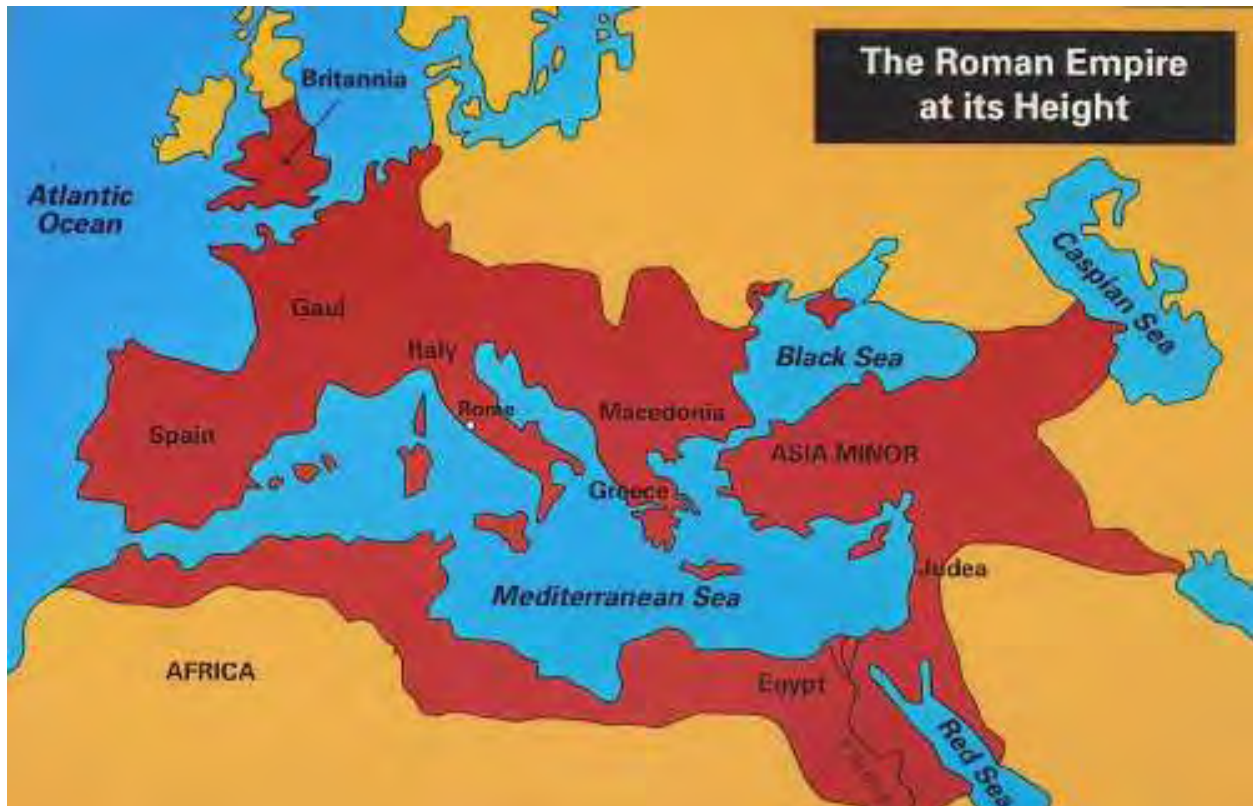 The Roman Empire
at its Height
Britannia
Atlantic
Ocean
Caspian Sea
Gaul
Italy
Black Sea
Rome
Macedonia
Spain
ASIA MINOR
Greece
Judea
Mediterranean Sea
AFRICA
Egypt
Red Sea